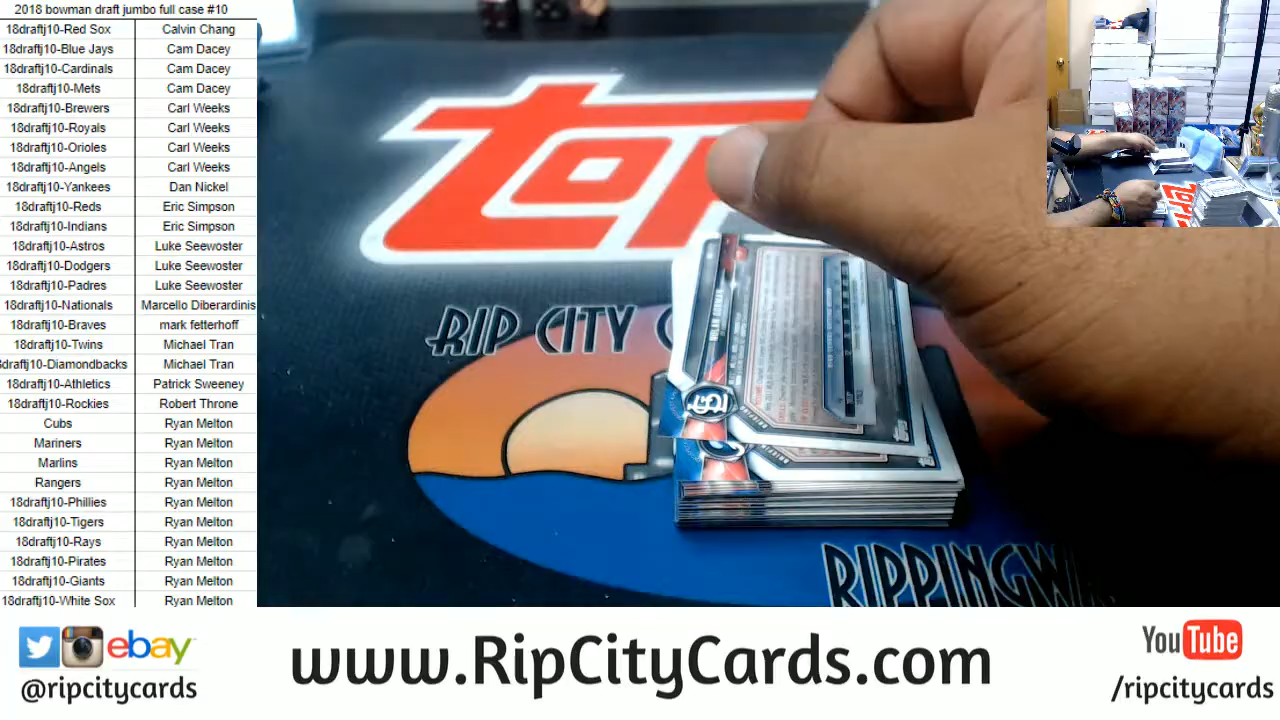 2018 bowman draft jumbo full case #10
18draftj10-Red Sox Calvin Chang
18draftj10-Blue Jays Cam Dacey
18draftj10-Cardinals Cam Dacey
18draftj10-Mets Cam Dacey
18draftj10-Brewers Carl Weeks
18draftj10-Royals Carl Weeks
18draftj10-Orioles Carl Weeks
18draftj10-Angels Carl Weeks
18draftj10-Yankees Dan Nickel
18draftj10-Reds Eric Simpson
18draftj10-Indians Eric Simpson
18draftj10-Astros Luke Seewoster
18draftj10-Dodgers Luke Seewoster
18draftj10-Padres Luke Seewoster
18draftj10-Nationals Marcello Diberardinis
18draftj10-Braves mark fetterhoff
18draftj10-Twins Michael Tran
8draftj10-Diamondbacks Michael Tran
18draftj10-Athletics Patrick Sweeney
18draftj10-Rockies Robert Throne
Cubs Ryan Melton
Mariners Ryan Melton
Marlins Ryan Melton
Rangers Ryan Melton
18draftj10-Phillies Ryan Melton
18draftj10-Tigers Ryan Melton
18draftj10-Rays Ryan Melton
18draftj10-Pirates Ryan Melton
18draftj10-Giants Ryan Melton
18draftj10-White Sox Ryan Melton
TOP
RIP CITY C
RIPPINGW
ebay
@ripcitycards
www.RipCityCards.com
YouTube
/ripcitycards